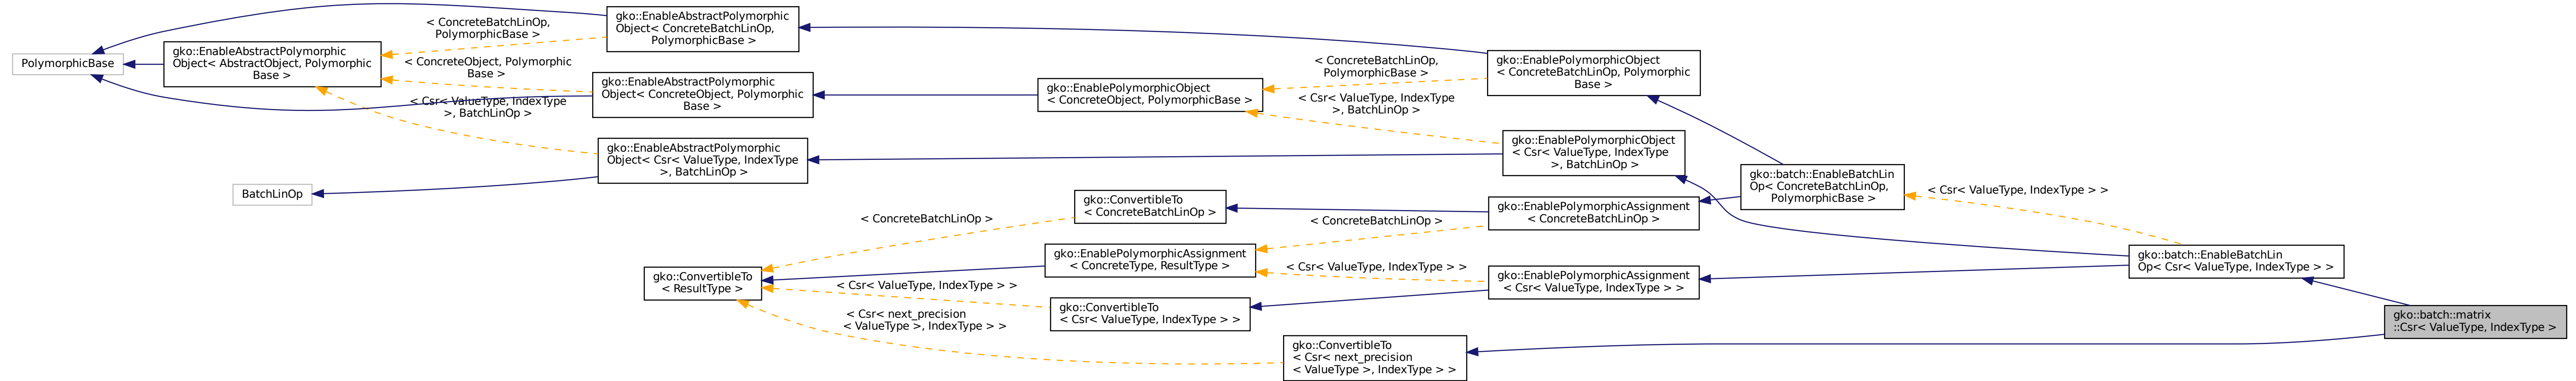 PolymorphicBase
gko::EnableAbstractPolymorphic
Object< AbstractObject, Polymorphic
Base >
BatchLinOp
< ConcreteBatchLinOp,
PolymorphicBase >
< ConcreteObject, Polymorphic
Base >
< Csr< ValueType, IndexType
>, BatchLinOp >
gko::EnableAbstractPolymorphic
Object< ConcreteBatchLinOp,
PolymorphicBase >
gko::EnableAbstractPolymorphic
Object< ConcreteObject, Polymorphic
Base >
gko::EnableAbstractPolymorphic
Object< Csr< ValueType, IndexType
>, BatchLinOp >
gko::ConvertibleTo
< ResultType >
< ConcreteBatchLinOp >
< Csr< ValueType, IndexType > >
< Csr< next_precision
< ValueType >, IndexType > >
gko::EnablePolymorphicObject
< ConcreteObject, PolymorphicBase >
gko::ConvertibleTo
< ConcreteBatchLinOp >
gko::EnablePolymorphicAssignment
< ConcreteType, ResultType >
gko::ConvertibleTo
< Csr< ValueType, IndexType > >
< ConcreteBatchLinOp,
PolymorphicBase >
< Csr< ValueType, IndexType
>, BatchLinOp >
< ConcreteBatchLinOp >
< Csr< ValueType, IndexType > >
gko::ConvertibleTo
< Csr< next_precision
< ValueType >, IndexType > >
gko::EnablePolymorphicObject
< ConcreteBatchLinOp, Polymorphic
Base >
gko::EnablePolymorphicObject
< Csr< ValueType, IndexType
>, BatchLinOp >
gko::EnablePolymorphicAssignment
< ConcreteBatchLinOp >
gko::EnablePolymorphicAssignment
< Csr< ValueType, IndexType > >
gko::batch::EnableBatchLin
Op< ConcreteBatchLinOp,
PolymorphicBase >
< Csr< ValueType, IndexType > >
gko::batch::EnableBatchLin
Op< Csr< ValueType, IndexType > >
gko::batch::matrix
::Csr< ValueType, IndexType >